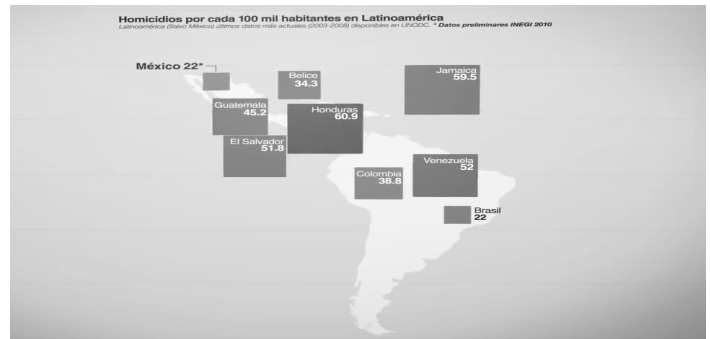 Homicidios por cada 100 mil habitantes en Latinoamérica
Latinoamérica (Salvo México) últimos datos más actuales (2003-2008) disponibles en UNODC. * Datos preliminares INEGI 2010
México 22*
Belice
34.3
Jamaica
59.5
Guatemala
45.2
Honduras
60.9
El Salvador
51.8
Colombia
38.8
Venezuela
52
Brasil
22